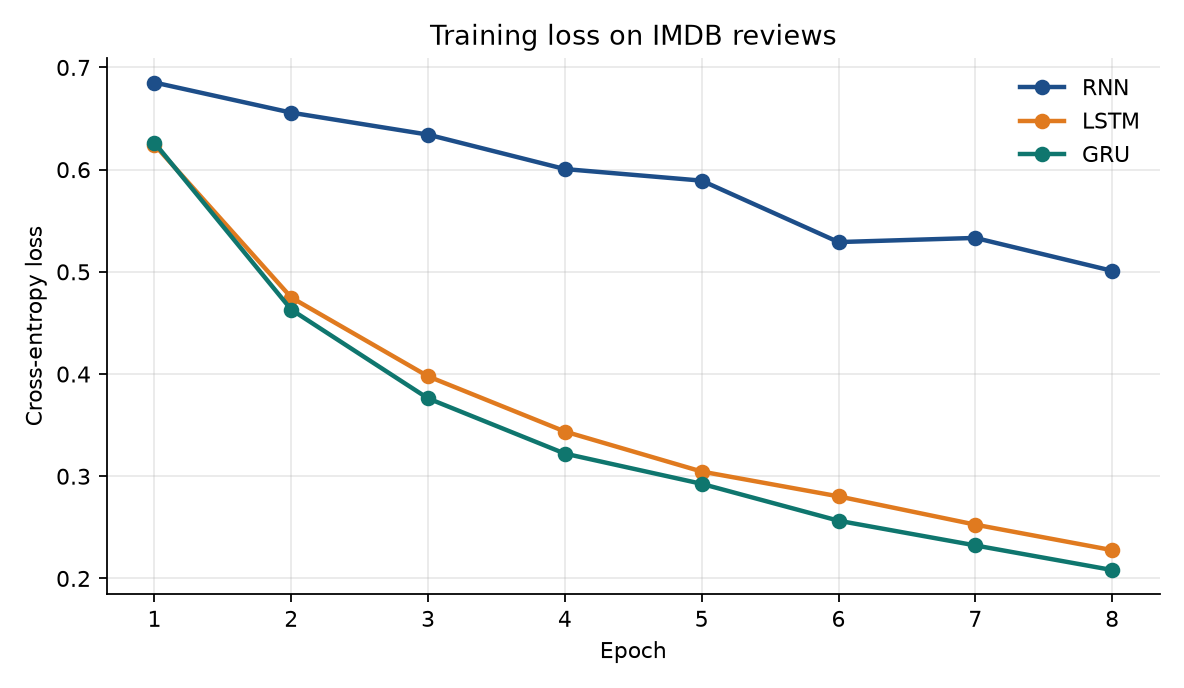 Training loss on IMDB reviews
RNN
LSTM
GRU
Cross-entropy loss
0.7
0.6
0.5
0.4
0.3
0.2
1 2 3 4 5 6 7 8
Epoch